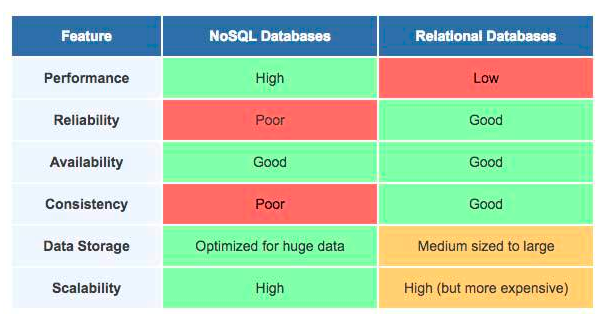 Feature NoSQL Databases Relational Databases
Performance High Low
Reliability Poor Good
Availability Good Good
Consistency Poor Good
Data Storage Optimized for huge data Medium sized to large
Scalability High High (but more expensive)